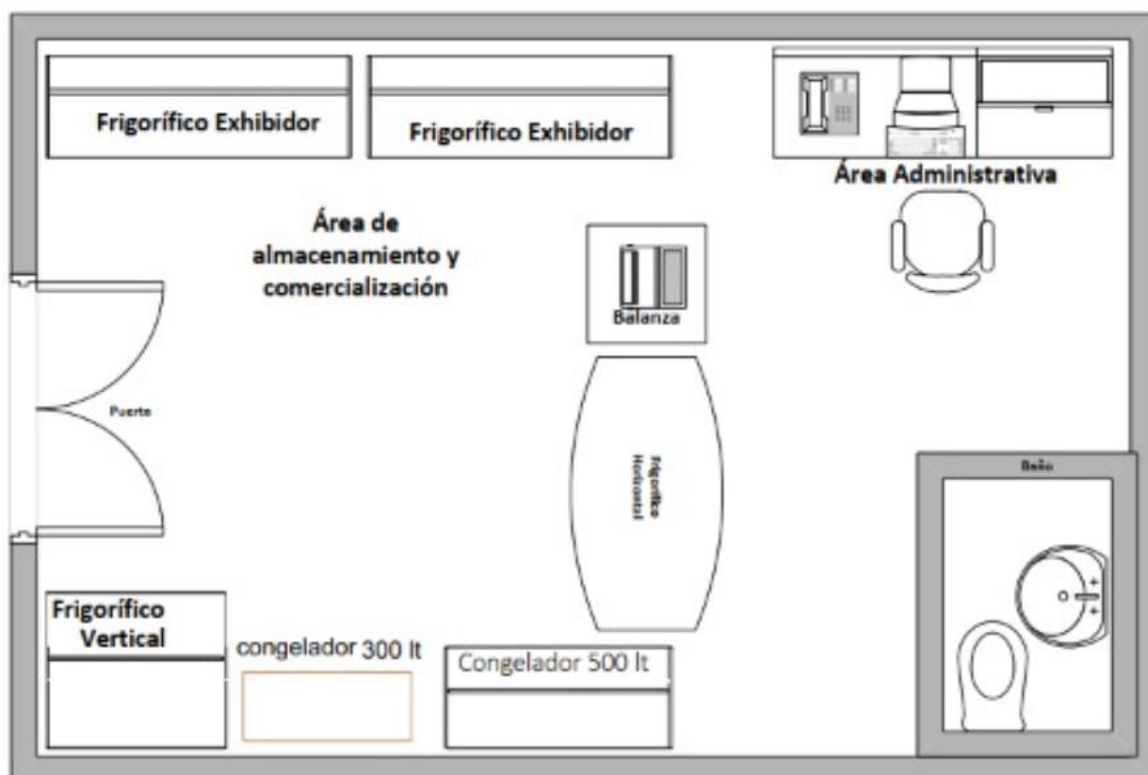 Frigorífico Exhibidor
Frigorífico Exhibidor
Área Administrativa
Área de
almacenamiento y
comercialización
Balanza
Puerta
Frigorífico
Horizontal
Baño
Frigorífico
Vertical
congelador 300 lt
Congelador 500 lt